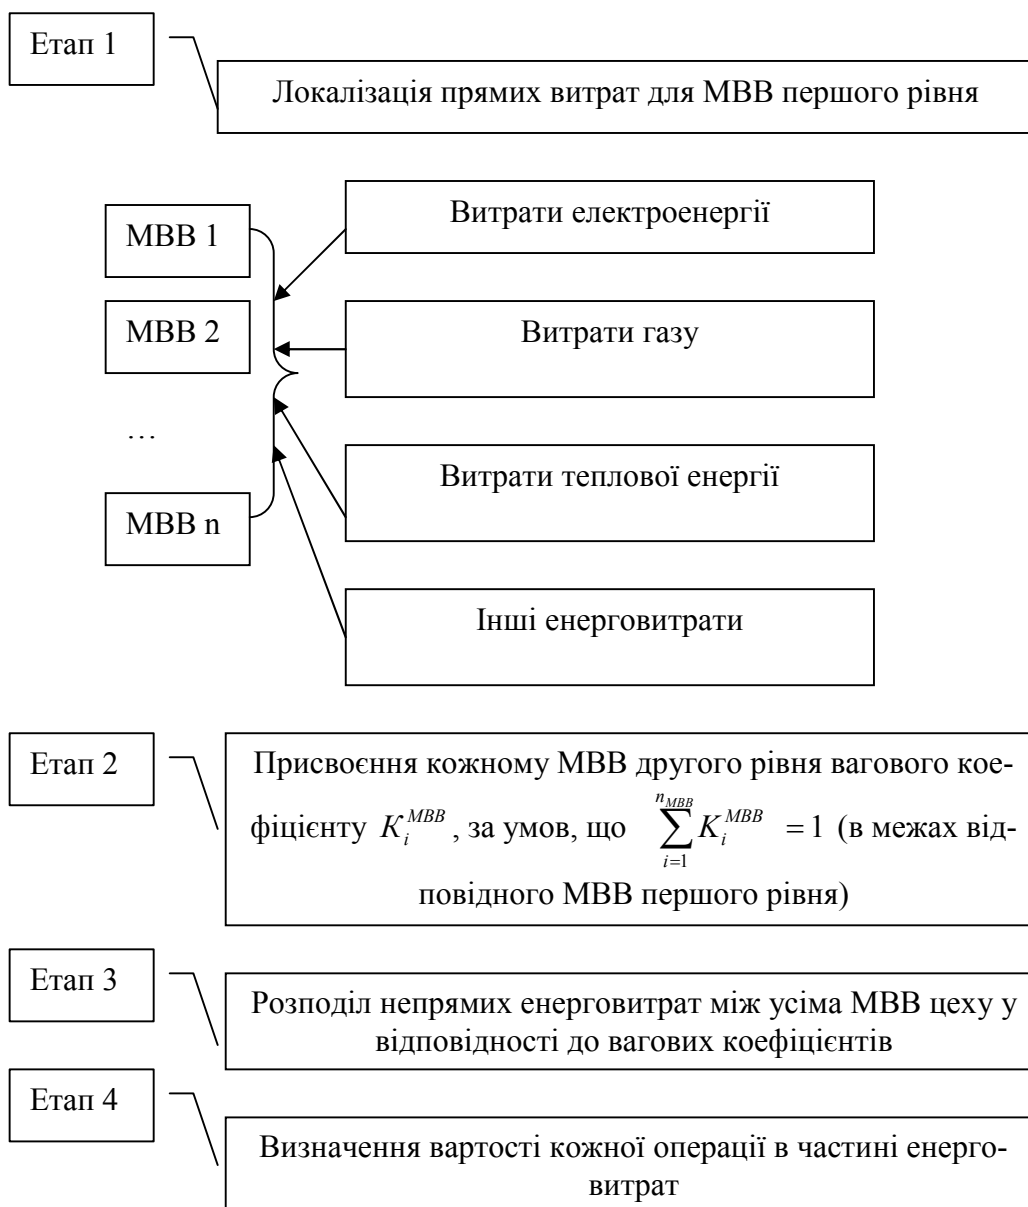 Етап 1
Локалізація прямих витрат для МВВ першого рівня
МВВ 1
МВВ 2
…
МВВ n
Витрати електроенергії
Витрати газу
Витрати теплової енергії
Інші енерговитрати
Етап 2
Присвоєння кожному МВВ другого рівня вагового кое-
фіцієнту $K_i^{МВВ}$, за умов, що $\sum_{i=1}^{n_{МВВ}} K_i^{МВВ} = 1$ (в межах від-
повідного МВВ першого рівня)
Етап 3
Розподіл непрямих енерговитрат між усіма МВВ цеху у
відповідності до вагових коефіцієнтів
Етап 4
Визначення вартості кожної операції в частині енерго-
витрат